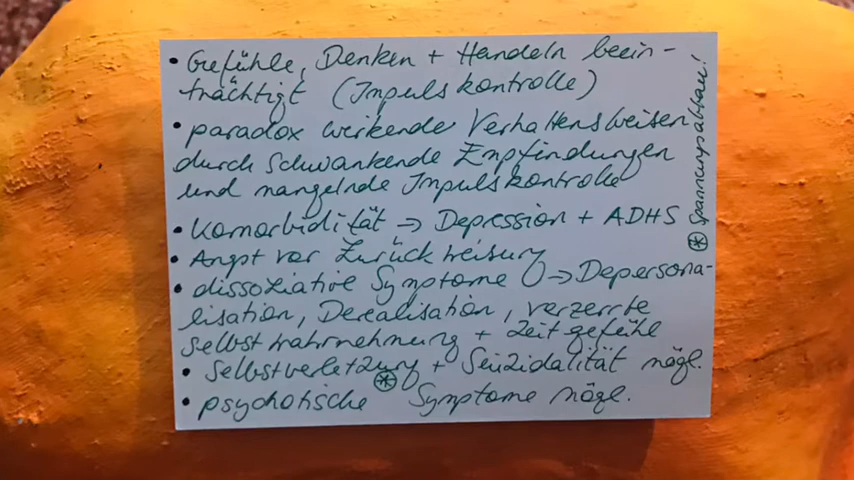 • Gefühle, Denken + Handeln beein-
trächtigt (Impulskontrolle)
• paradox wirkende Verhaltensweisen
durch schwankende Empfindungen
und mangelnde Impulskontrolle
• Komorbidität → Depression + ADHS
• Angst vor Zurückweisung
• dissoziative Symptome → Depersona-
lisation, Derealisation, verzerrte
Selbstwahrnehmung + Zeitgefühl
• Selbstverletzung + Suizidalität mögl.
⊛
• psychotische Symptome mögl.
⊛ Spannungsabbau!